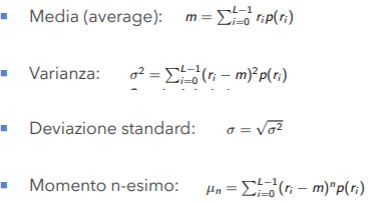 ▪ Media (average): m = ∑_{i=0}^{L−1} r_i p(r_i)
▪ Varianza: σ² = ∑_{i=0}^{L−1} (r_i − m)² p(r_i)
▪ Deviazione standard: σ = √σ²
▪ Momento n-esimo: μ_n = ∑_{i=0}^{L−1} (r_i − m)ⁿ p(r_i)